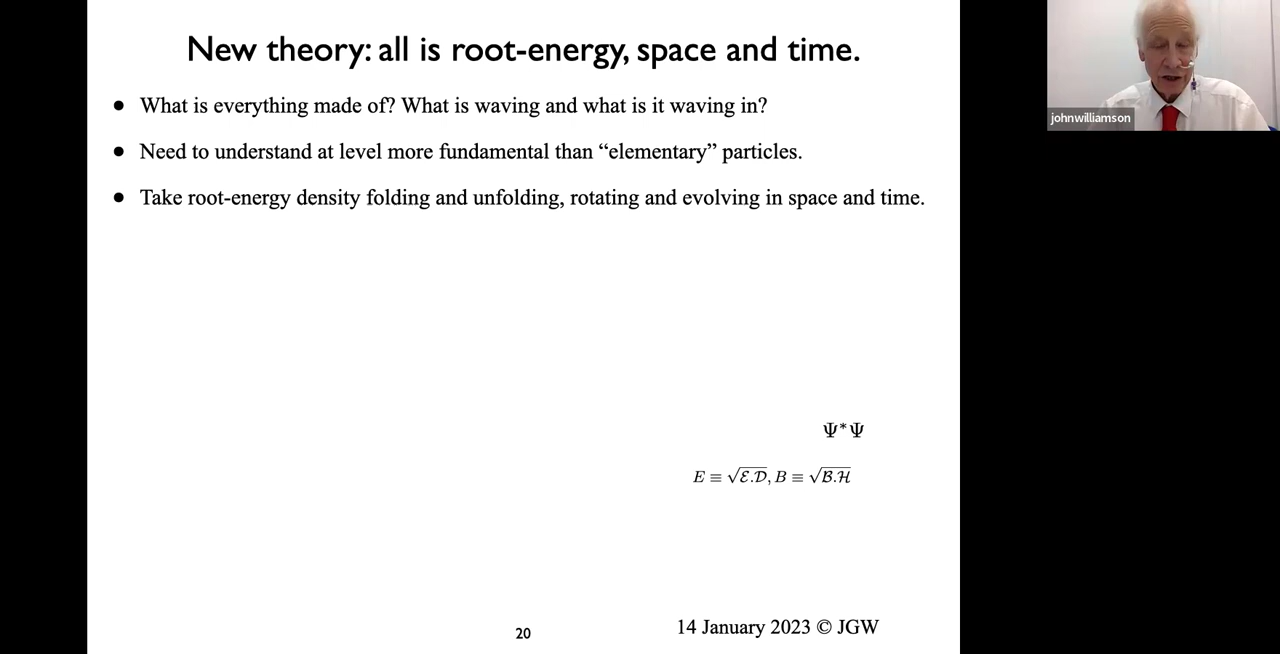 New theory: all is root-energy, space and time.
johnwilliamson
• What is everything made of? What is waving and what is it waving in?
• Need to understand at level more fundamental than “elementary” particles.
• Take root-energy density folding and unfolding, rotating and evolving in space and time.
Ψ*Ψ
E ≡ √ℰ.𝒟, B ≡ √ℬ.ℋ
20
14 January 2023 © JGW